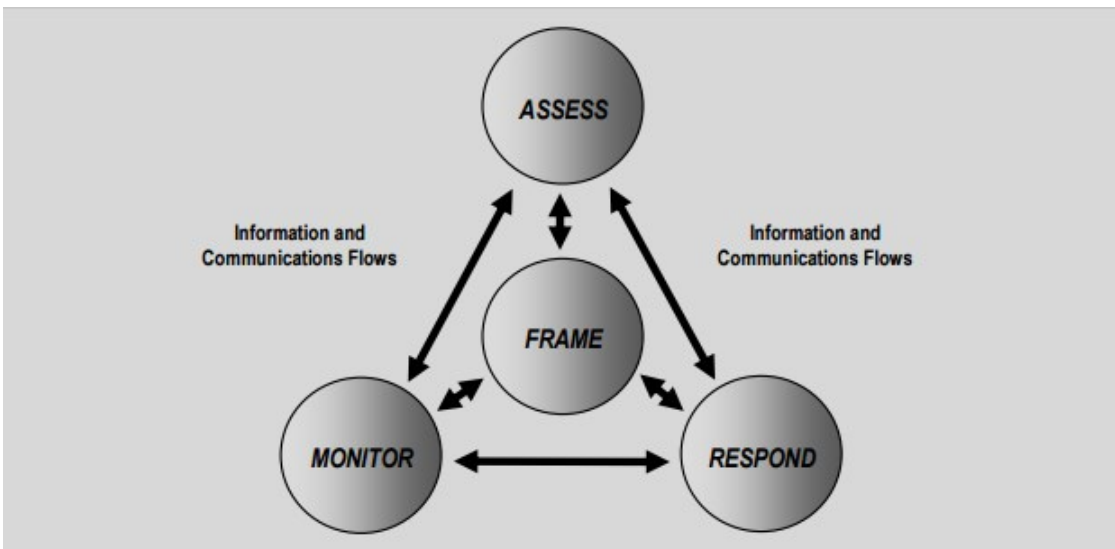 ASSESS
Information and
Communications Flows
Information and
Communications Flows
FRAME
MONITOR
RESPOND